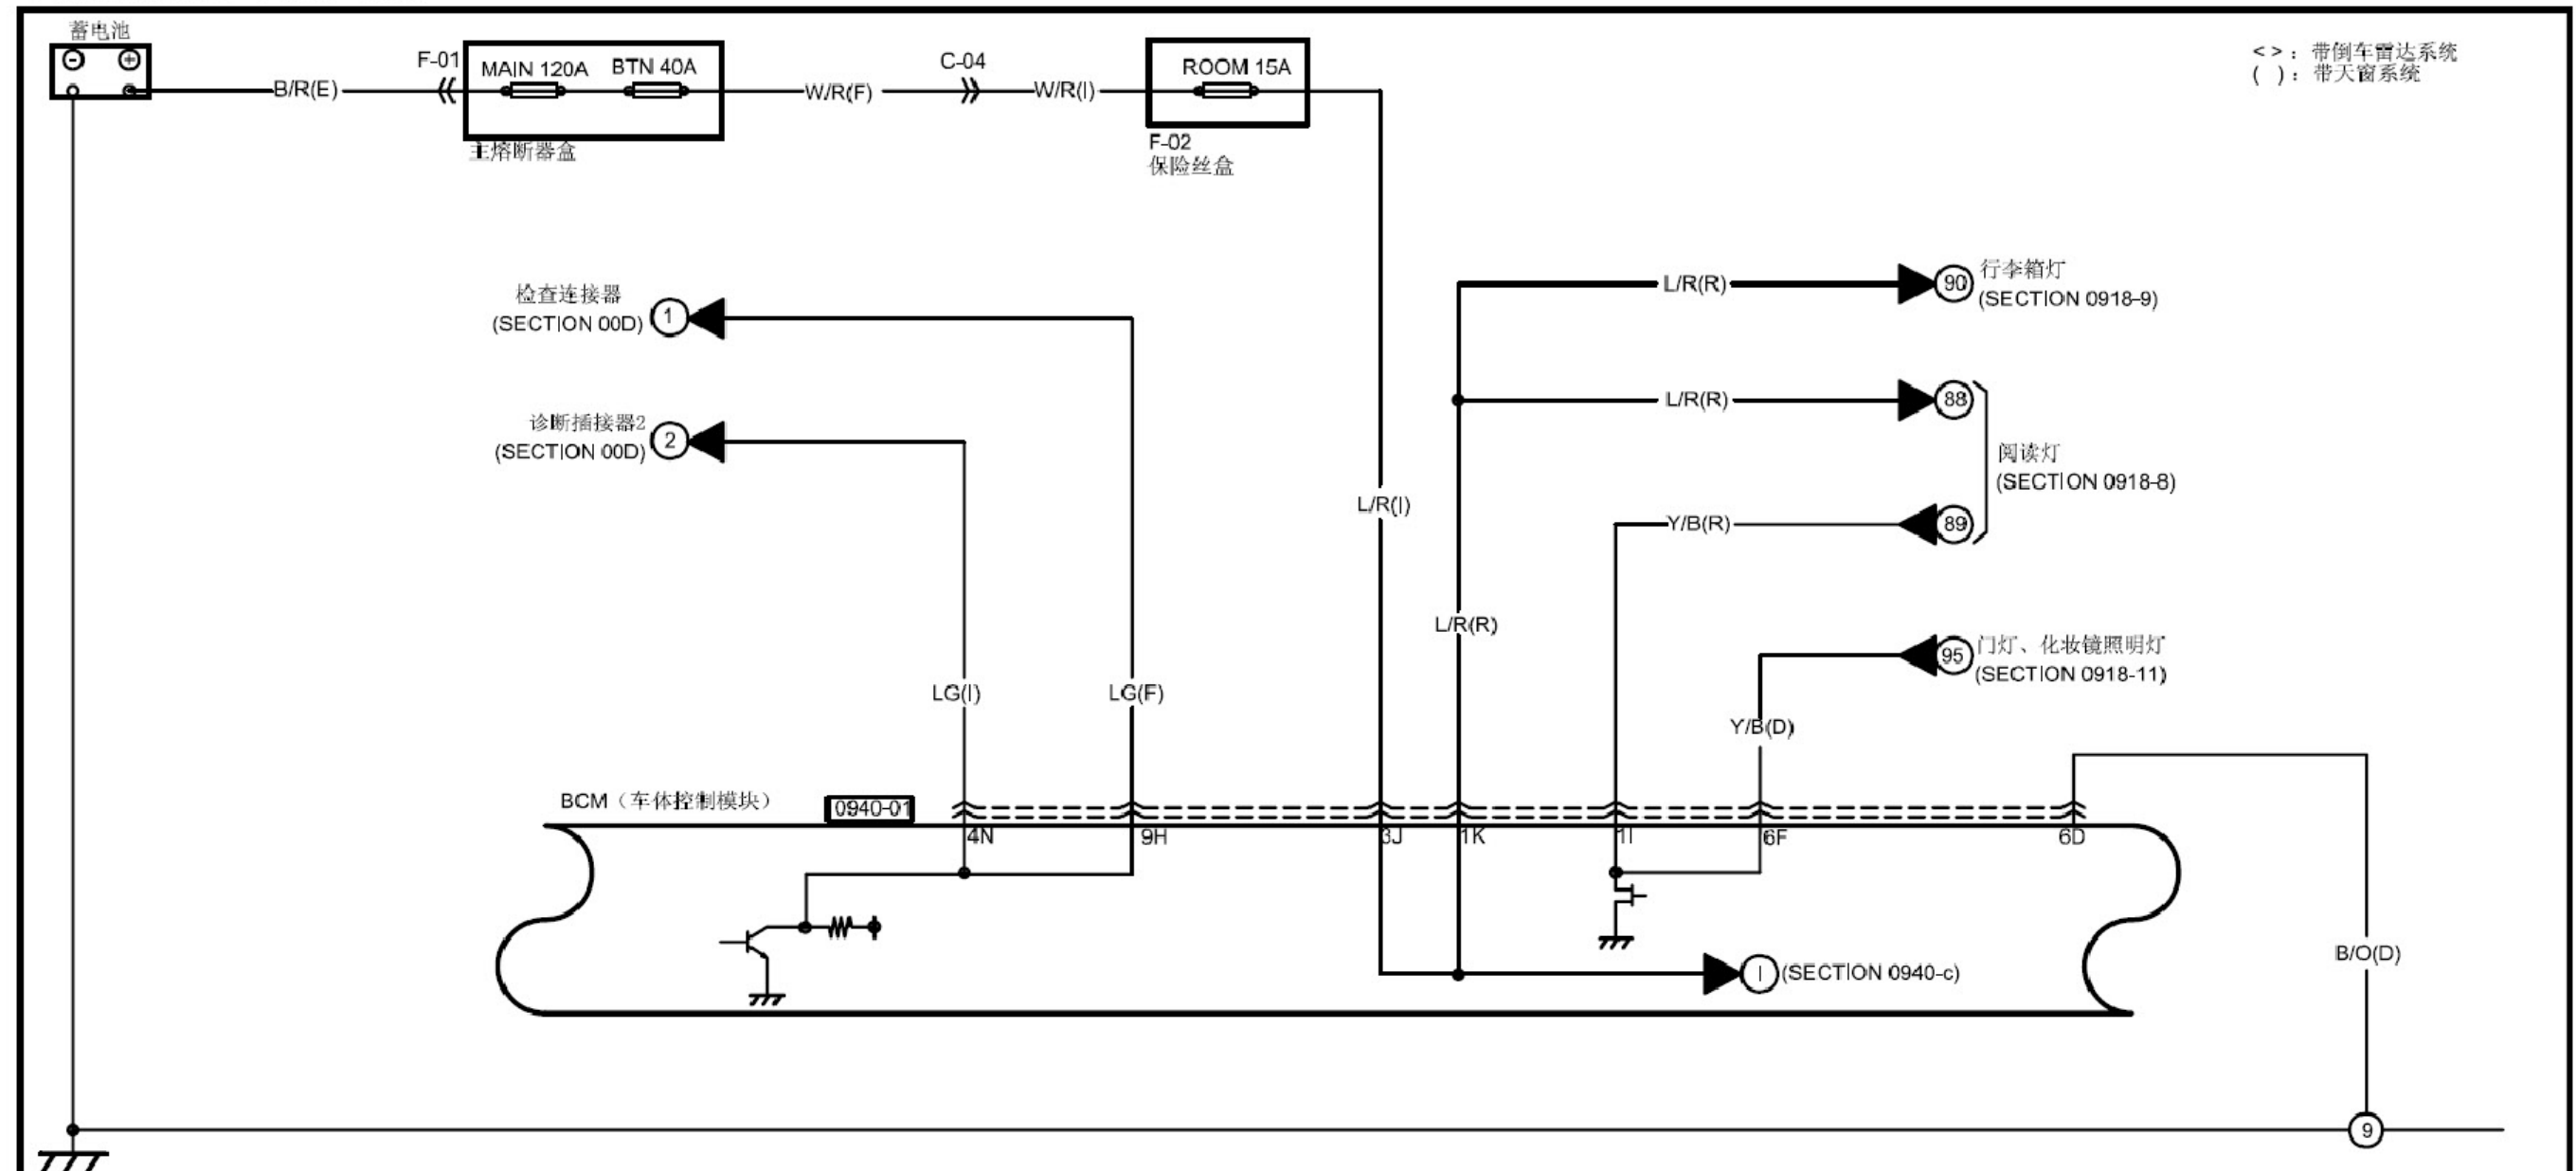 蓄电池
B/R(E)
F-01
MAIN 120A
BTN 40A
主熔断器盒
W/R(F)
C-04
W/R(I)
ROOM 15A
F-02
保险丝盒
< >：带倒车雷达系统
( )：带天窗系统
检查连接器
(SECTION 00D)
1
诊断插接器2
(SECTION 00D)
2
L/R(R)
90
行李箱灯
(SECTION 0918-9)
L/R(R)
88
阅读灯
(SECTION 0918-8)
L/R(I)
Y/B(R)
89
L/R(R)
95
门灯、化妆镜照明灯
(SECTION 0918-11)
LG(I)
LG(F)
Y/B(D)
BCM（车体控制模块）
0940-01
4N
9H
3J
1K
1I
6F
6D
B/O(D)
I
(SECTION 0940-c)
9